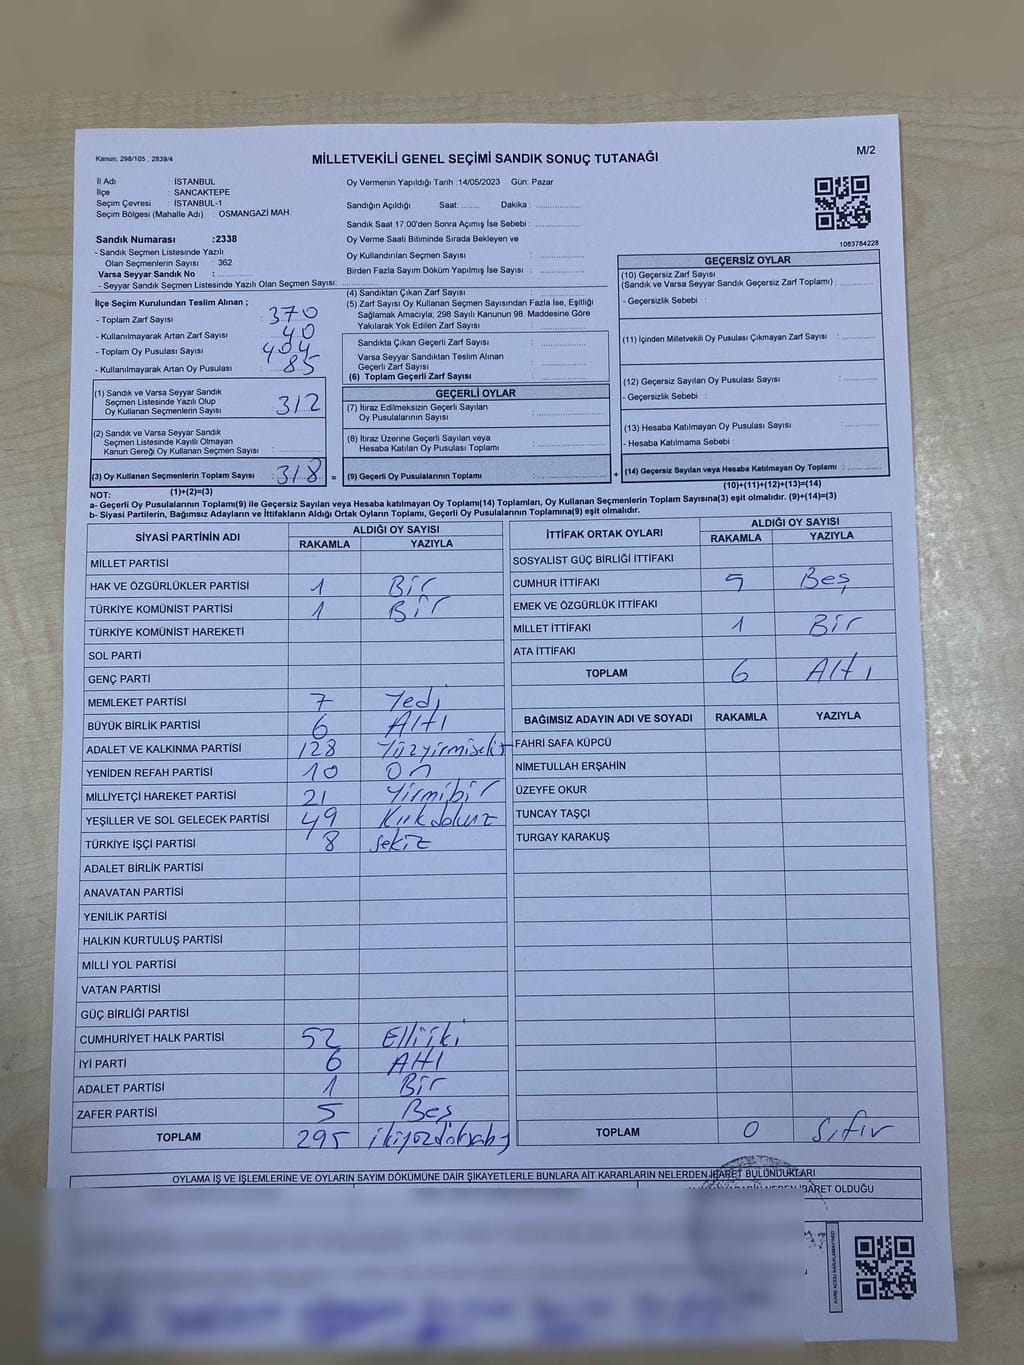 Kanun; 298/105 , 2839/4
MİLLETVEKİLİ GENEL SEÇİMİ SANDIK SONUÇ TUTANAĞI
M/2
İl Adı : İSTANBUL
İlçe : SANCAKTEPE
Seçim Çevresi : İSTANBUL-1
Seçim Bölgesi (Mahalle Adı) : OSMANGAZİ MAH.
Sandık Numarası :2338
- Sandık Seçmen Listesinde Yazılı
Olan Seçmenlerin Sayısı : 362
Varsa Seyyar Sandık No : ............
- Seyyar Sandık Seçmen Listesinde Yazılı Olan Seçmen Sayısı: ............
Oy Vermenin Yapıldığı Tarih :14/05/2023 Gün: Pazar
Sandığın Açıldığı Saat: ........ Dakika : ............
Sandık Saat 17:00'den Sonra Açımış İse Sebebi : ............
Oy Verme Saati Bitiminde Sırada Bekleyen ve
Oy Kullandırılan Seçmen Sayısı : ............
Birden Fazla Sayım Döküm Yapılmış İse Sayısı : ............
1083784228
İlçe Seçim Kurulundan Teslim Alınan ;
- Toplam Zarf Sayısı : 370
- Kullanılmayarak Artan Zarf Sayısı : 40
- Toplam Oy Pusulası Sayısı : 404
- Kullanılmayarak Artan Oy Pusulası : 85
(1) Sandık ve Varsa Seyyar Sandık
Seçmen Listesinde Yazılı Olup
Oy Kullanan Seçmenlerin Sayısı : 312
(2) Sandık ve Varsa Seyyar Sandık
Seçmen Listesinde Kayıtlı Olmayan
Kanun Gereği Oy Kullanan Seçmen Sayısı : ............
(3) Oy Kullanan Seçmenlerin Toplam Sayısı : 318 =
(1)+(2)=(3)
(4) Sandıktan Çıkan Zarf Sayısı : ............
(5) Zarf Sayısı Oy Kullanan Seçmen Sayısından Fazla İse, Eşitliği
Sağlamak Amacıyla; 298 Sayılı Kanunun 98. Maddesine Göre
Yakılarak Yok Edilen Zarf Sayısı : ............
Sandıkta Çıkan Geçerli Zarf Sayısı : ............
Varsa Seyyar Sandıktan Teslim Alınan
Geçerli Zarf Sayısı : ............
(6) Toplam Geçerli Zarf Sayısı : ............
GEÇERLİ OYLAR
(7) İtiraz Edilmeksizin Geçerli Sayılan
Oy Pusulalarının Sayısı : ............
(8) İtiraz Üzerine Geçerli Sayılan veya
Hesaba Katılan Oy Pusulası Toplamı : ............
(9) Geçerli Oy Pusulalarının Toplamı : ............ +
GEÇERSİZ OYLAR
(10) Geçersiz Zarf Sayısı
(Sandık ve Varsa Seyyar Sandık Geçersiz Zarf Toplamı) : ............
- Geçersizlik Sebebi :
(11) İçinden Milletvekili Oy Pusulası Çıkmayan Zarf Sayısı : ............
(12) Geçersiz Sayılan Oy Pusulası Sayısı : ............
- Geçersizlik Sebebi :
(13) Hesaba Katılmayan Oy Pusulası Sayısı : ............
- Hesaba Katılmama Sebebi :
(14) Geçersiz Sayılan veya Hesaba Katılmayan Oy Toplamı : ............
(10)+(11)+(12)+(13)=(14)
NOT:
a- Geçerli Oy Pusulalarının Toplamı(9) ile Geçersiz Sayılan veya Hesaba katılmayan Oy Toplamı(14) Toplamları, Oy Kullanan Seçmenlerin Toplam Sayısına(3) eşit olmalıdır. (9)+(14)=(3)
b- Siyasi Partilerin, Bağımsız Adayların ve İttifakların Aldığı Ortak Oyların Toplamı, Geçerli Oy Pusulalarının Toplamına(9) eşit olmalıdır.
SİYASİ PARTİNİN ADI ALDIĞI OY SAYISI
RAKAMLA YAZIYLA
MİLLET PARTİSİ
HAK VE ÖZGÜRLÜKLER PARTİSİ 1 Bir
TÜRKİYE KOMÜNİST PARTİSİ 1 Bir
TÜRKİYE KOMÜNİST HAREKETİ
SOL PARTİ
GENÇ PARTİ
MEMLEKET PARTİSİ 7 Yedi
BÜYÜK BİRLİK PARTİSİ 6 Altı
ADALET VE KALKINMA PARTİSİ 128
YENİDEN REFAH PARTİSİ 10 On
MİLLİYETÇİ HAREKET PARTİSİ 21 Yirmibir
YEŞİLLER VE SOL GELECEK PARTİSİ 49
TÜRKİYE İŞÇİ PARTİSİ 8 Sekiz
ADALET BİRLİK PARTİSİ
ANAVATAN PARTİSİ
YENİLİK PARTİSİ
HALKIN KURTULUŞ PARTİSİ
MİLLİ YOL PARTİSİ
VATAN PARTİSİ
GÜÇ BİRLİĞİ PARTİSİ
CUMHURİYET HALK PARTİSİ 52 Elliiki
İYİ PARTİ 6 Altı
ADALET PARTİSİ 1 Bir
ZAFER PARTİSİ 5 Beş
TOPLAM 295
İTTİFAK ORTAK OYLARI ALDIĞI OY SAYISI
RAKAMLA YAZIYLA
SOSYALİST GÜÇ BİRLİĞİ İTTİFAKI
CUMHUR İTTİFAKI 5 Beş
EMEK VE ÖZGÜRLÜK İTTİFAKI
MİLLET İTTİFAKI 1 Bir
ATA İTTİFAKI
TOPLAM 6 Altı
BAĞIMSIZ ADAYIN ADI VE SOYADI RAKAMLA YAZIYLA
FAHRİ SAFA KÜPCÜ
NİMETULLAH ERŞAHİN
ÜZEYFE OKUR
TUNCAY TAŞÇI
TURGAY KARAKUŞ
TOPLAM 0 Sıfır
OYLAMA İŞ VE İŞLEMLERİNE VE OYLARIN SAYIM DÖKÜMÜNE DAİR ŞİKAYETLERLE BUNLARA AİT KARARLARIN NELERDEN İBARET BULUNDUKLARI
İBARET OLDUĞU